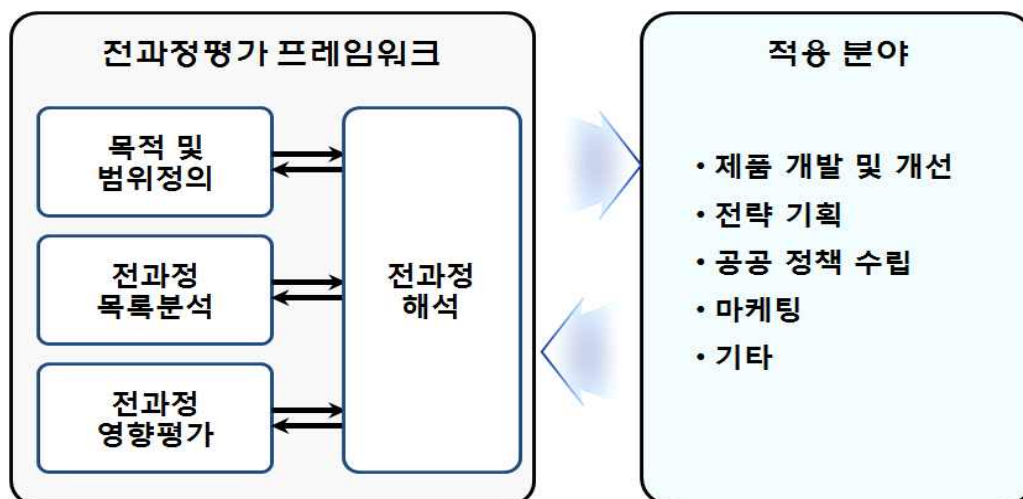 전과정평가 프레임워크
목적 및
범위정의
전과정
목록분석
전과정
영향평가
전과정
해석
적용 분야
• 제품 개발 및 개선
• 전략 기획
• 공공 정책 수립
• 마케팅
• 기타